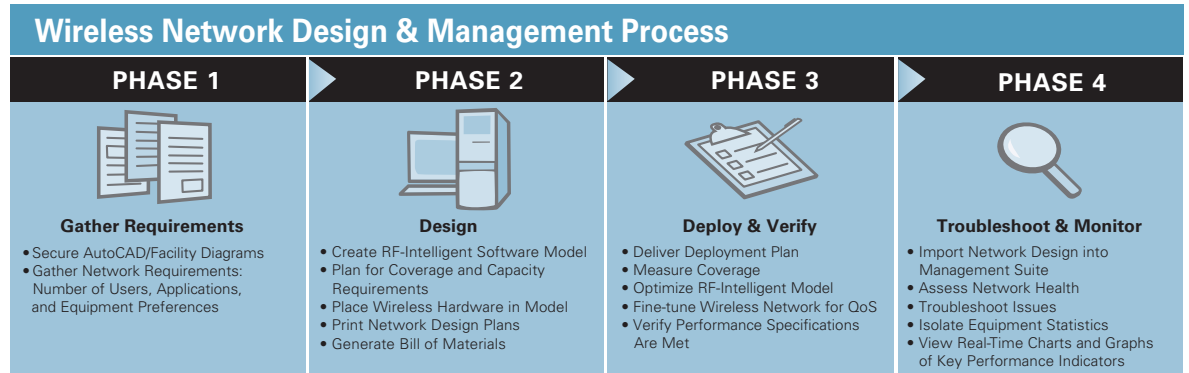 Wireless Network Design & Management Process
PHASE 1
Gather Requirements
• Secure AutoCAD/Facility Diagrams
• Gather Network Requirements:
Number of Users, Applications,
and Equipment Preferences
PHASE 2
Design
• Create RF-Intelligent Software Model
• Plan for Coverage and Capacity
Requirements
• Place Wireless Hardware in Model
• Print Network Design Plans
• Generate Bill of Materials
PHASE 3
Deploy & Verify
• Deliver Deployment Plan
• Measure Coverage
• Optimize RF-Intelligent Model
• Fine-tune Wireless Network for QoS
• Verify Performance Specifications
Are Met
PHASE 4
Troubleshoot & Monitor
• Import Network Design into
Management Suite
• Assess Network Health
• Troubleshoot Issues
• Isolate Equipment Statistics
• View Real-Time Charts and Graphs
of Key Performance Indicators